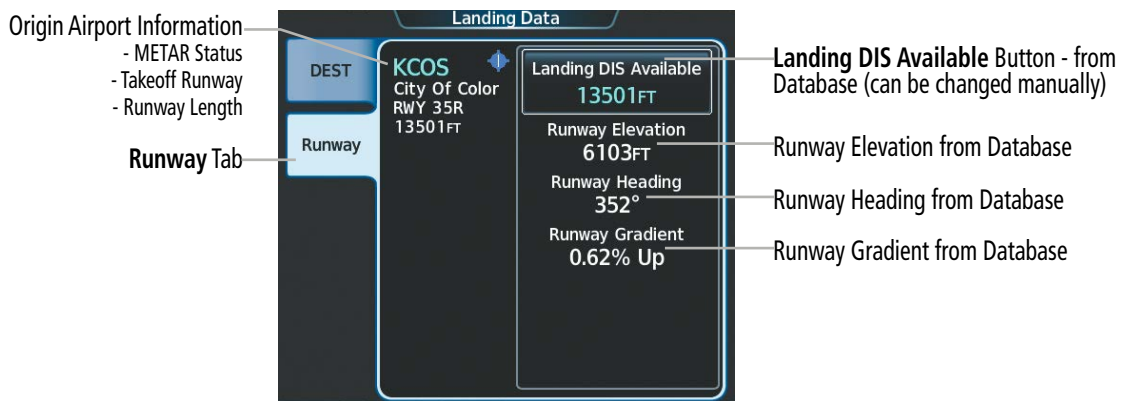 Landing Data
Origin Airport Information
- METAR Status
- Takeoff Runway
- Runway Length
Runway Tab
DEST
Runway
KCOS
City Of Color
RWY 35R
13501FT
Landing DIS Available
13501FT
Runway Elevation
6103FT
Runway Heading
352°
Runway Gradient
0.62% Up
Landing DIS Available Button - from
Database (can be changed manually)
Runway Elevation from Database
Runway Heading from Database
Runway Gradient from Database